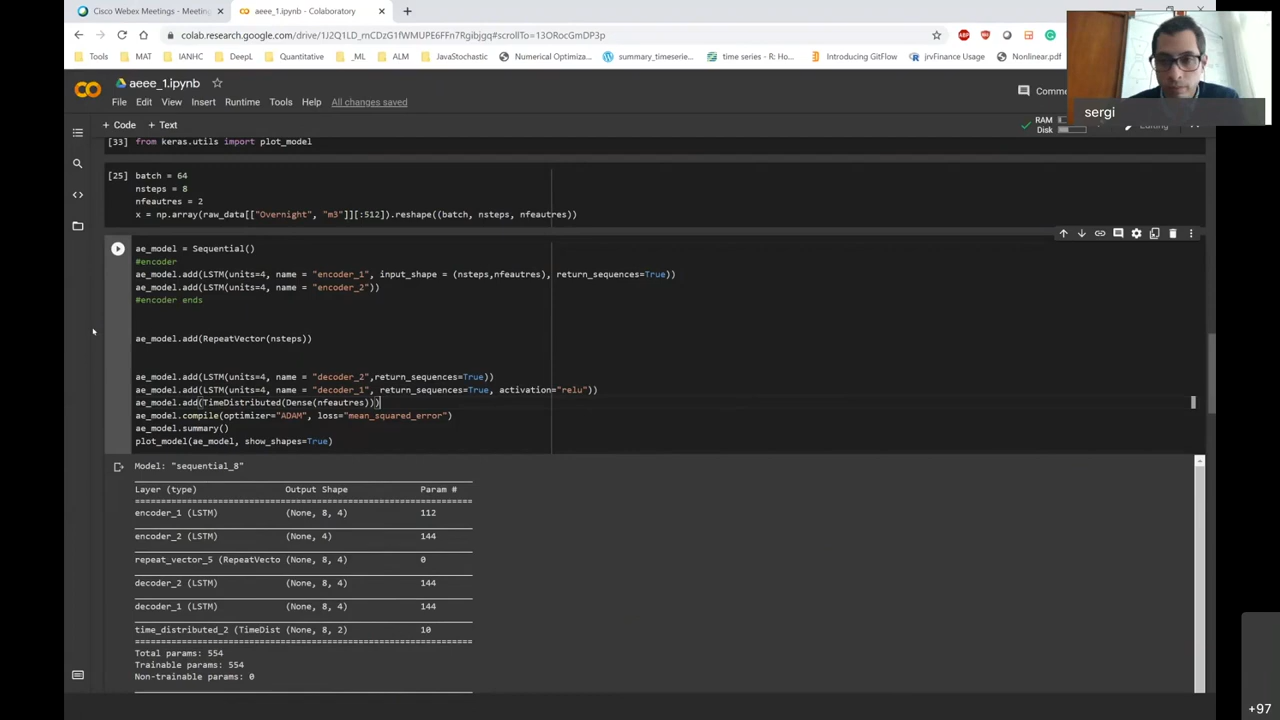 Cisco Webex Meetings - Meeting
aeee_1.ipynb - Colaboratory
colab.research.google.com/drive/1J2Q1LD_rnCDzG1fWMUPE6FFn7Rgibjgq#scrollTo=13ORocGmDP3p
Tools MAT IANHC DeepL Quantitative _ML ALM JavaStochastic Numerical Optimizat... summary_timeserie... time series - R: Ho... Introducing GitFlow jrvFinance Usage Nonlinear.pdf
aeee_1.ipynb
File Edit View Insert Runtime Tools Help All changes saved
sergi
+ Code + Text
RAM
Disk
Editing
[33] from keras.utils import plot_model
[25] batch = 64
nsteps = 8
nfeautres = 2
x = np.array(raw_data[["Overnight", "m3"]][:512]).reshape((batch, nsteps, nfeautres))
ae_model = Sequential()
#encoder
ae_model.add(LSTM(units=4, name = "encoder_1", input_shape = (nsteps,nfeautres), return_sequences=True))
ae_model.add(LSTM(units=4, name = "encoder_2"))
#encoder ends
ae_model.add(RepeatVector(nsteps))
ae_model.add(LSTM(units=4, name = "decoder_2",return_sequences=True))
ae_model.add(LSTM(units=4, name = "decoder_1", return_sequences=True, activation="relu"))
ae_model.add(TimeDistributed(Dense(nfeautres)))
ae_model.compile(optimizer="ADAM", loss="mean_squared_error")
ae_model.summary()
plot_model(ae_model, show_shapes=True)
Model: "sequential_8"
Layer (type) Output Shape Param #
encoder_1 (LSTM) (None, 8, 4) 112
encoder_2 (LSTM) (None, 4) 144
repeat_vector_5 (RepeatVecto (None, 8, 4) 0
decoder_2 (LSTM) (None, 8, 4) 144
decoder_1 (LSTM) (None, 8, 4) 144
time_distributed_2 (TimeDist (None, 8, 2) 10
Total params: 554
Trainable params: 554
Non-trainable params: 0
+97